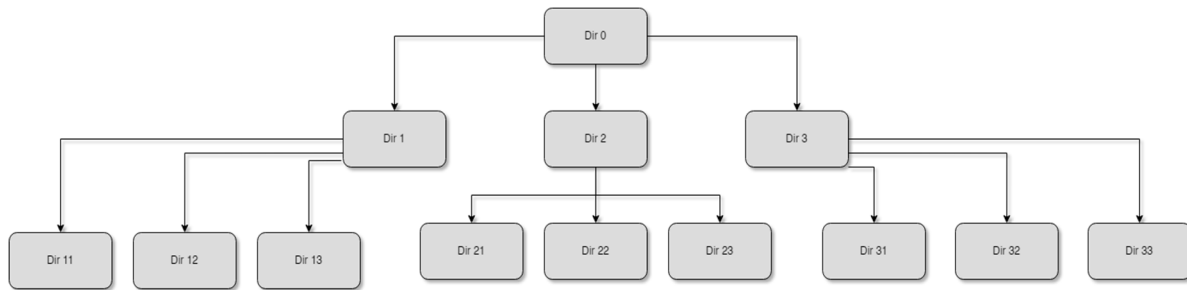 Dir 0
Dir 1
Dir 2
Dir 3
Dir 11
Dir 12
Dir 13
Dir 21
Dir 22
Dir 23
Dir 31
Dir 32
Dir 33